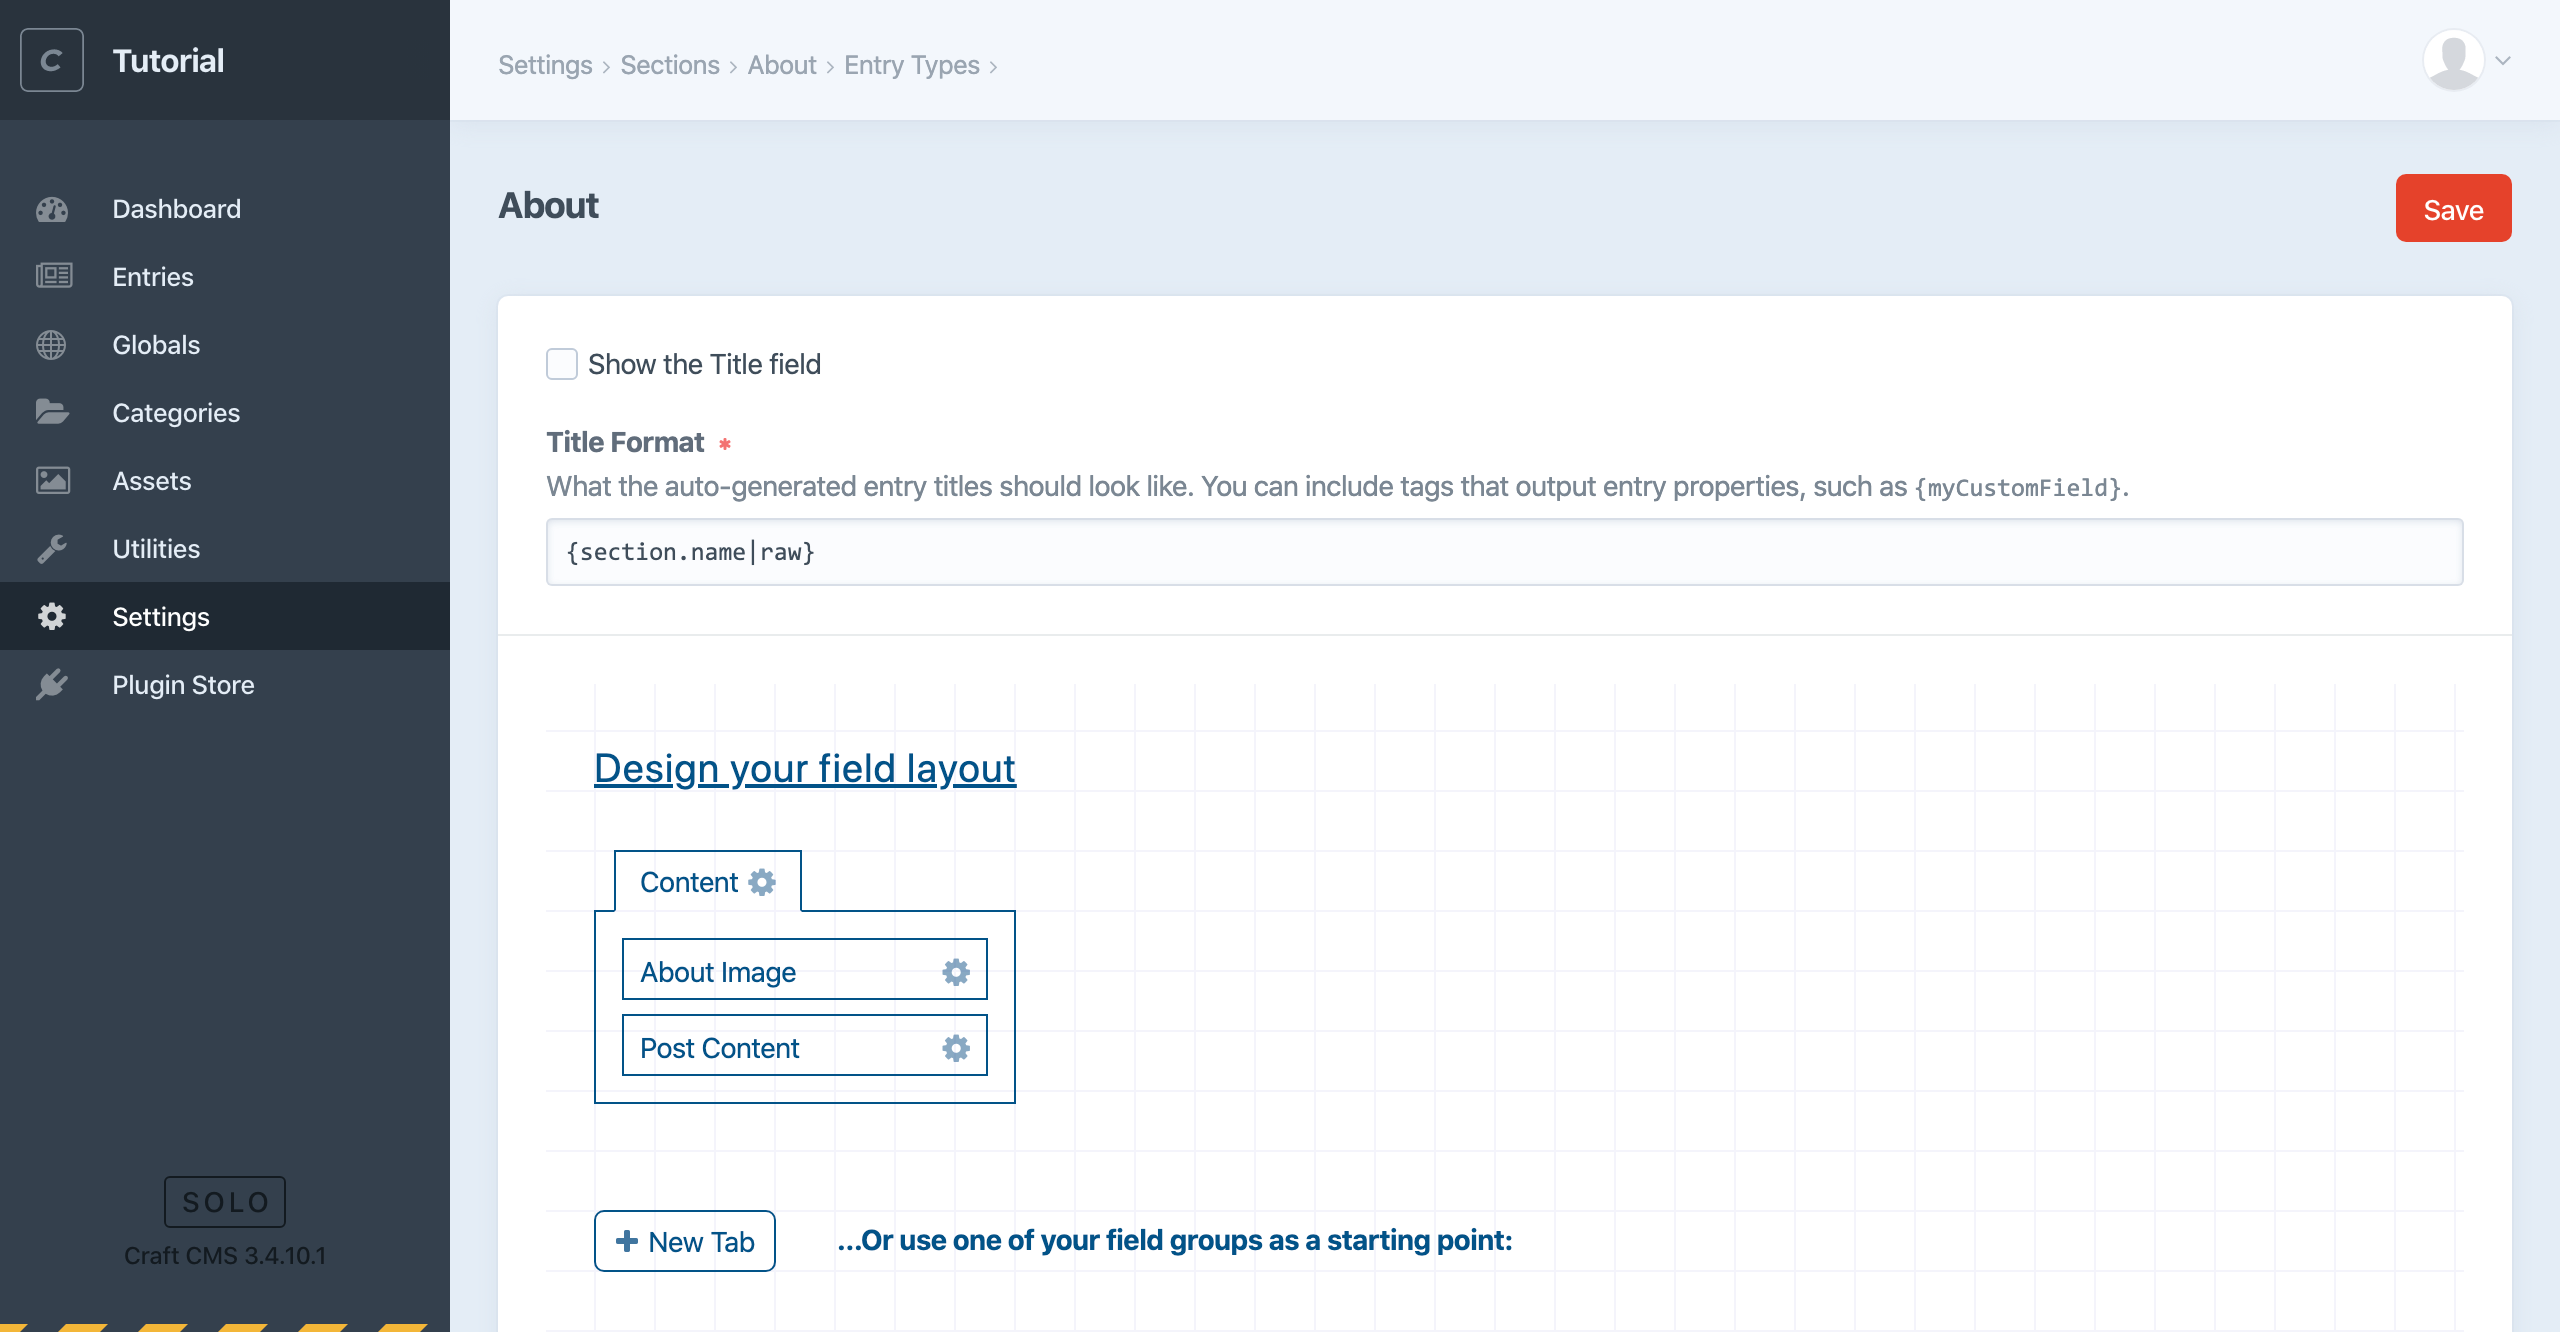 C Tutorial
Settings › Sections › About › Entry Types ›
Dashboard
Entries
Globals
Categories
Assets
Utilities
Settings
Plugin Store
SOLO
Craft CMS 3.4.10.1
About
Save
Show the Title field
Title Format *
What the auto-generated entry titles should look like. You can include tags that output entry properties, such as {myCustomField}.
{section.name|raw}
Design your field layout
Content
About Image
Post Content
+ New Tab
…Or use one of your field groups as a starting point: